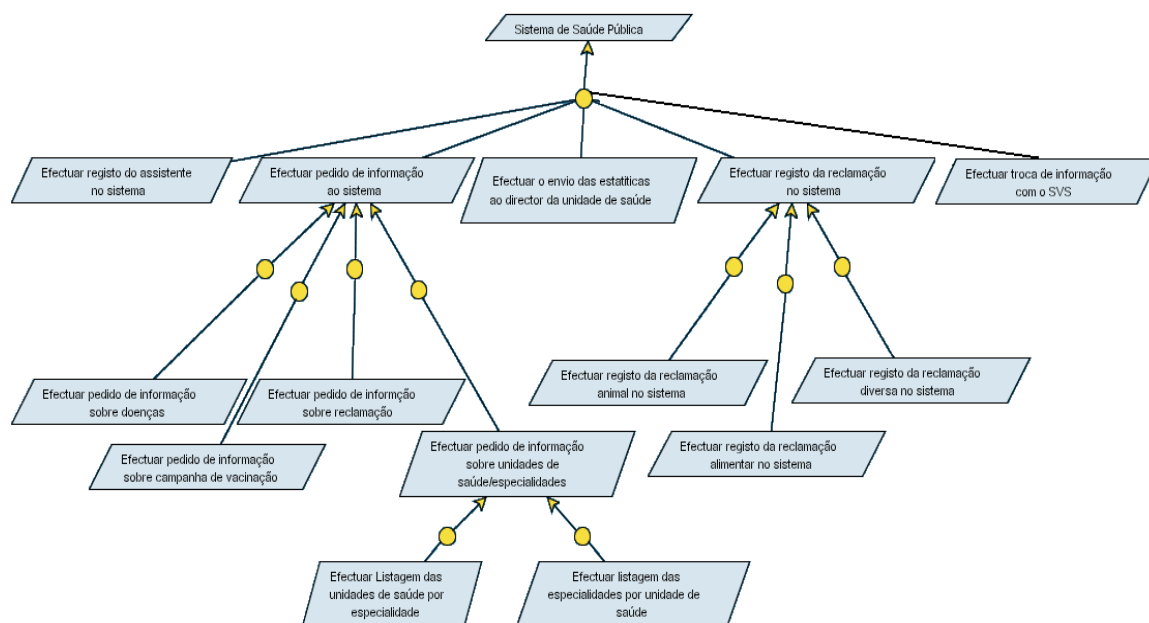 Sistema de Saúde Pública
Efectuar registo do assistente
no sistema
Efectuar pedido de informação
ao sistema
Efectuar o envio das estatíticas
ao director da unidade de saúde
Efectuar registo da reclamação
no sistema
Efectuar troca de informação
com o SVS
Efectuar pedido de informação
sobre doenças
Efectuar pedido de informção
sobre reclamação
Efectuar registo da reclamação
animal no sistema
Efectuar registo da reclamação
diversa no sistema
Efectuar pedido de informação
sobre campanha de vacinação
Efectuar pedido de informação
sobre unidades de
saúde/especialidades
Efectuar registo da reclamação
alimentar no sistema
Efectuar Listagem das
unidades de saúde por
especialidade
Efectuar listagem das
especialidades por unidade de
saúde